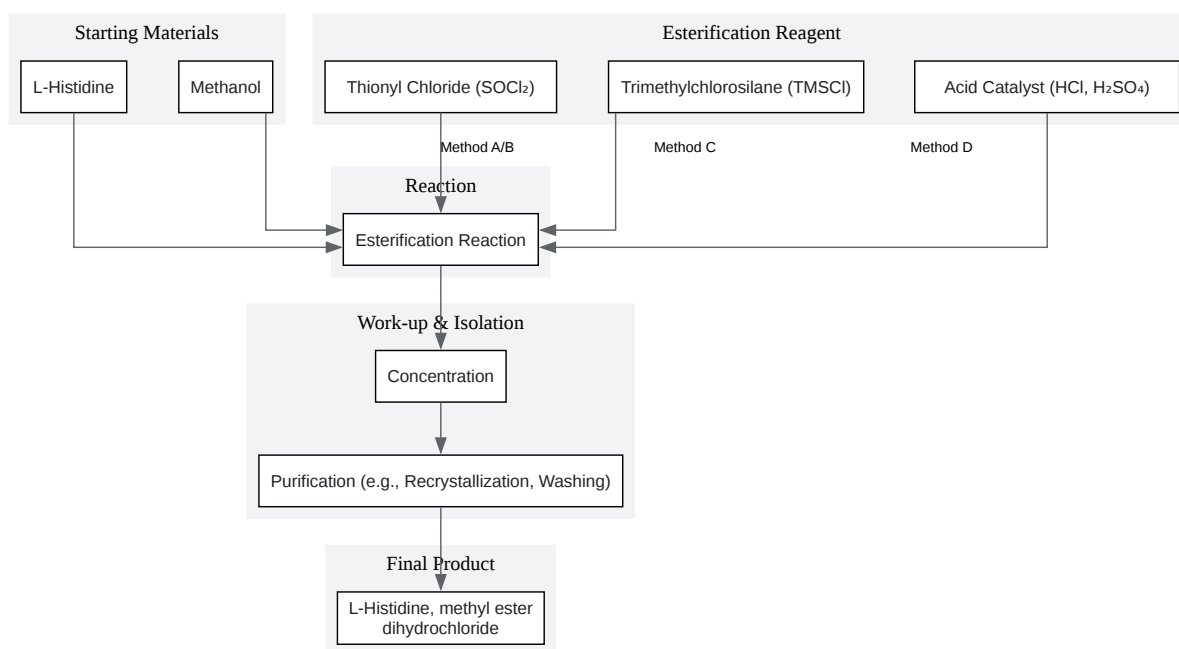 Starting Materials
Esterification Reagent
L-Histidine
Methanol
Thionyl Chloride (SOCl₂)
Trimethylchlorosilane (TMSCl)
Acid Catalyst (HCl, H₂SO₄)
Method A/B
Method C
Method D
Reaction
Esterification Reaction
Work-up & Isolation
Concentration
Purification (e.g., Recrystallization, Washing)
Final Product
L-Histidine, methyl ester
dihydrochloride